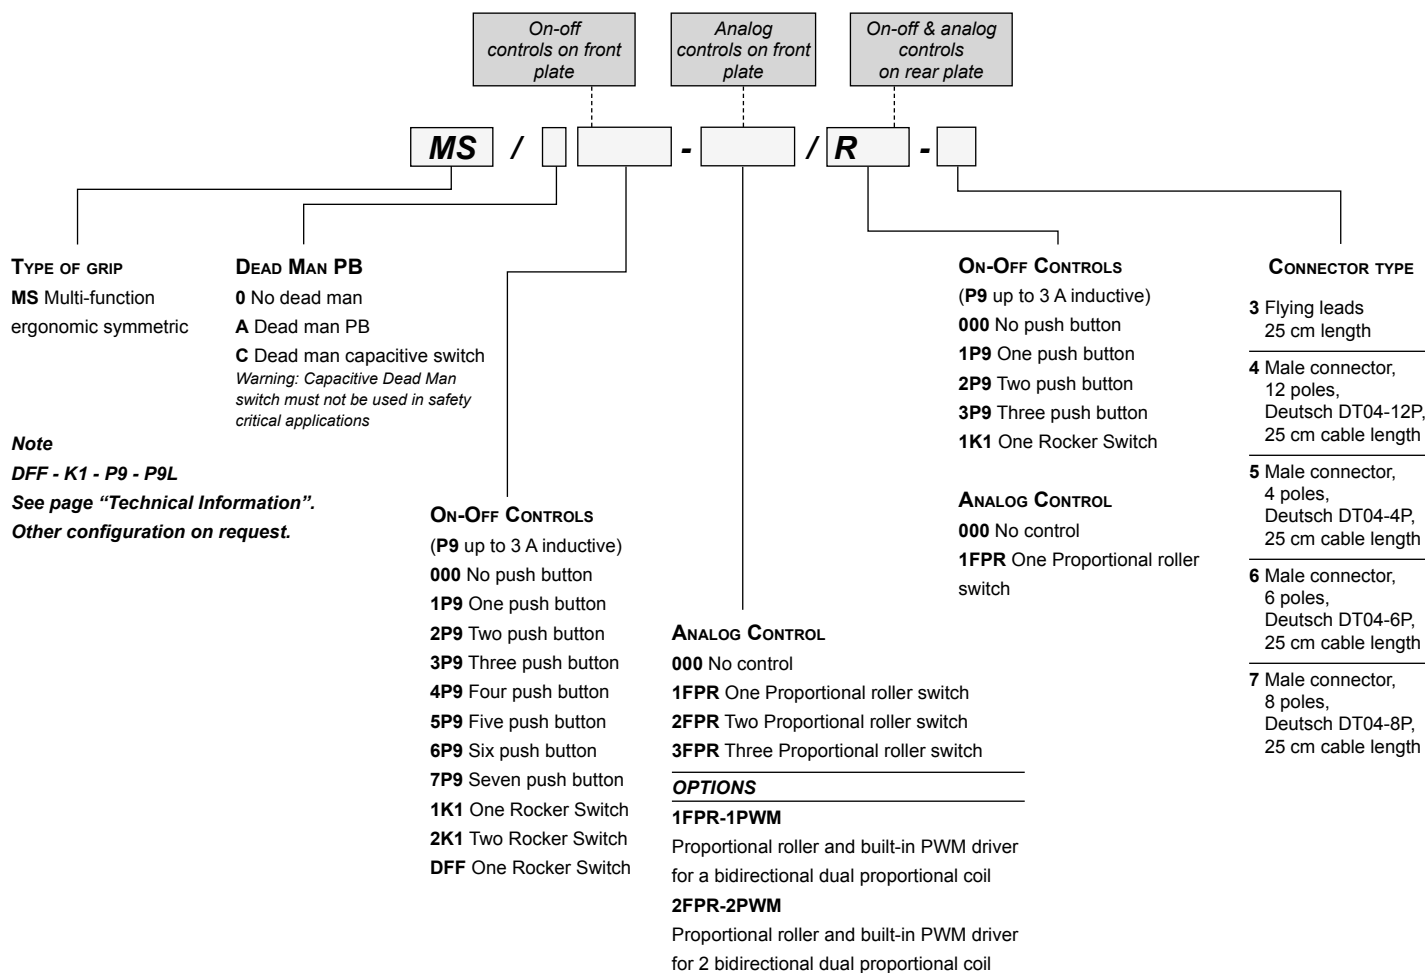 On-off
controls on front
plate
Analog
controls on front
plate
On-off & analog
controls
on rear plate
MS / - / R -
TYPE OF GRIP
MS Multi-function
ergonomic symmetric
DEAD MAN PB
0 No dead man
A Dead man PB
C Dead man capacitive switch
Warning: Capacitive Dead Man
switch must not be used in safety
critical applications
Note
DFF - K1 - P9 - P9L
See page “Technical Information”.
Other configuration on request.
ON-OFF CONTROLS
(P9 up to 3 A inductive)
000 No push button
1P9 One push button
2P9 Two push button
3P9 Three push button
4P9 Four push button
5P9 Five push button
6P9 Six push button
7P9 Seven push button
1K1 One Rocker Switch
2K1 Two Rocker Switch
DFF One Rocker Switch
ANALOG CONTROL
000 No control
1FPR One Proportional roller switch
2FPR Two Proportional roller switch
3FPR Three Proportional roller switch
OPTIONS
1FPR-1PWM
Proportional roller and built-in PWM driver
for a bidirectional dual proportional coil
2FPR-2PWM
Proportional roller and built-in PWM driver
for 2 bidirectional dual proportional coil
ON-OFF CONTROLS
(P9 up to 3 A inductive)
000 No push button
1P9 One push button
2P9 Two push button
3P9 Three push button
1K1 One Rocker Switch
ANALOG CONTROL
000 No control
1FPR One Proportional roller
switch
CONNECTOR TYPE
3 Flying leads
25 cm length
4 Male connector,
12 poles,
Deutsch DT04-12P,
25 cm cable length
5 Male connector,
4 poles,
Deutsch DT04-4P,
25 cm cable length
6 Male connector,
6 poles,
Deutsch DT04-6P,
25 cm cable length
7 Male connector,
8 poles,
Deutsch DT04-8P,
25 cm cable length